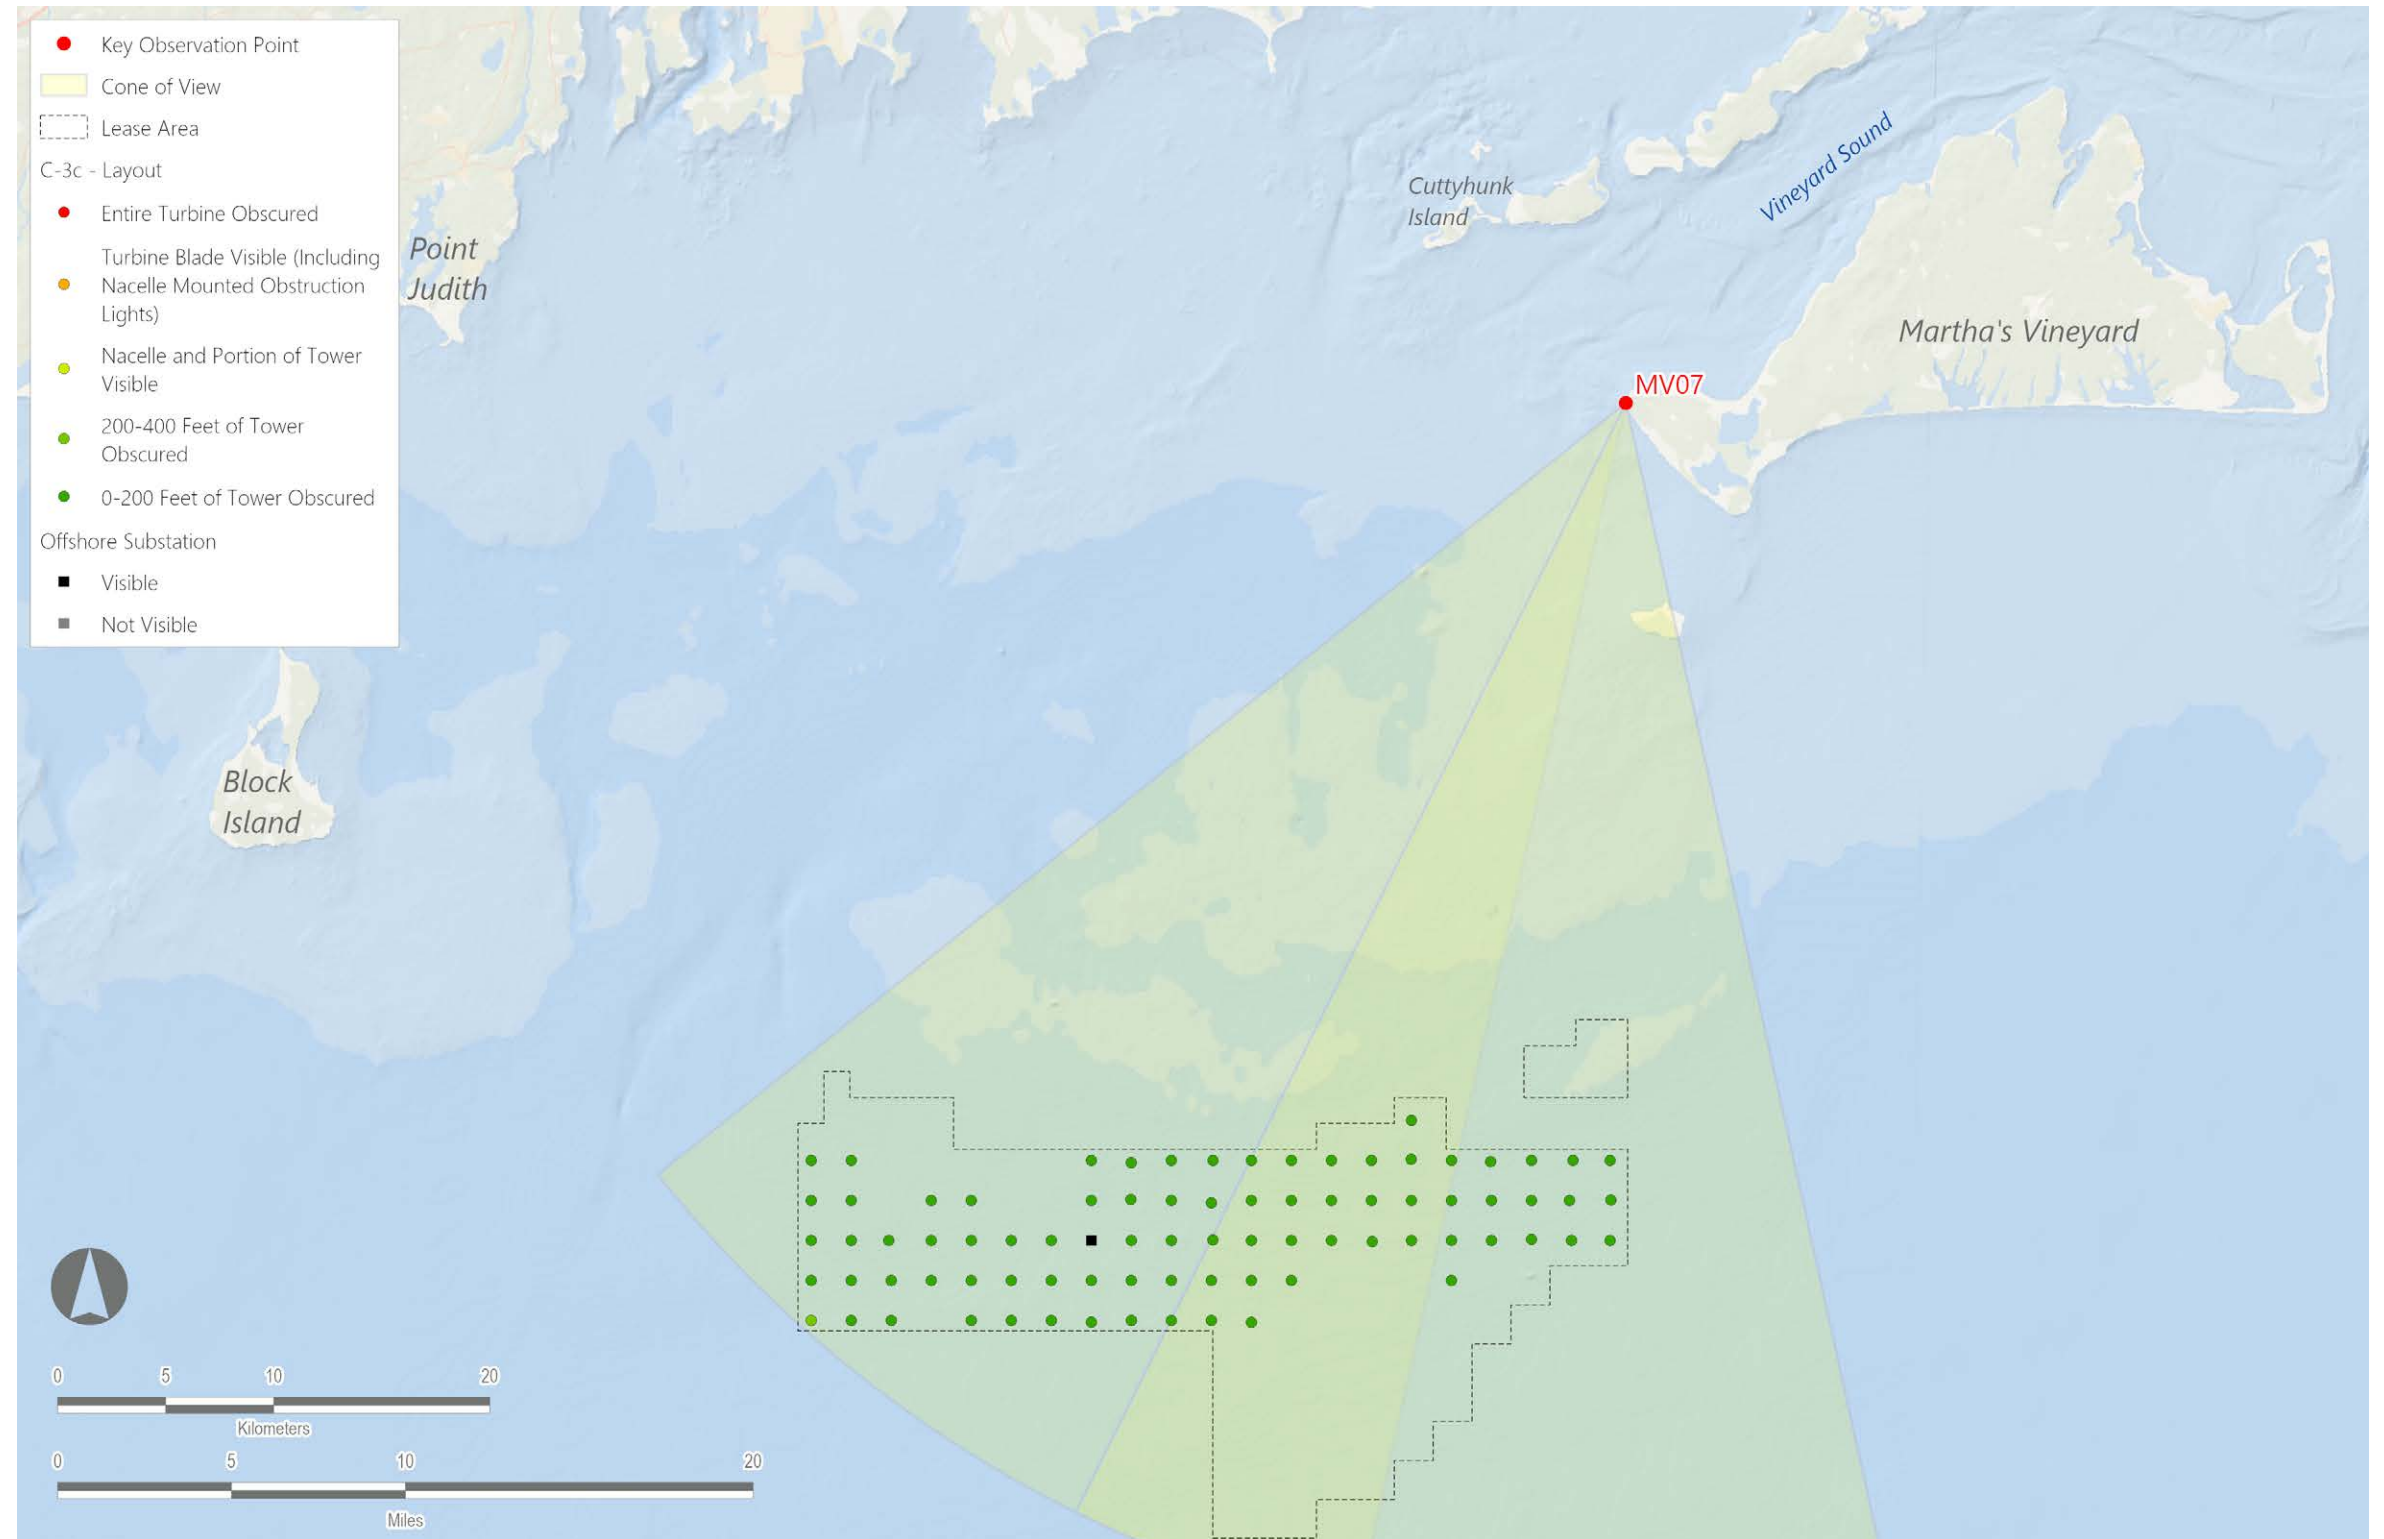 Key Observation Point
Cone of View
Lease Area
C-3c - Layout
Entire Turbine Obscured
Turbine Blade Visible (Including
Nacelle Mounted Obstruction
Lights)
Nacelle and Portion of Tower
Visible
200-400 Feet of Tower
Obscured
0-200 Feet of Tower Obscured
Offshore Substation
Visible
Not Visible
Point
Judith
Cuttyhunk
Island
Vineyard Sound
Martha's Vineyard
MV07
Block
Island
0 5 10 20
Kilometers
0 5 10 20
Miles